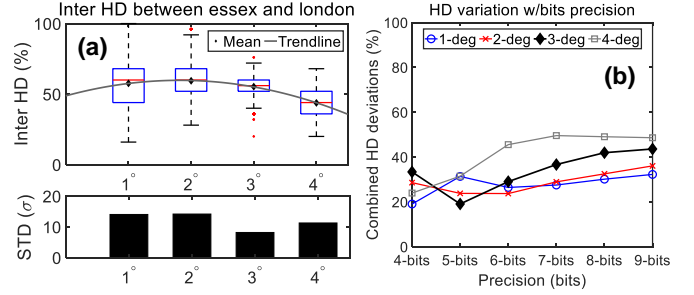 Inter HD between essex and london
(a)
Mean Trendline
Inter HD (%)
100
50
0
1° 2° 3° 4°
STD (σ)
20
10
0
1° 2° 3° 4°
HD variation w/bits precision
1-deg 2-deg 3-deg 4-deg
(b)
Combined HD deviations (%)
100
80
60
40
20
0
4-bits 5-bits 6-bits 7-bits 8-bits 9-bits
Precision (bits)